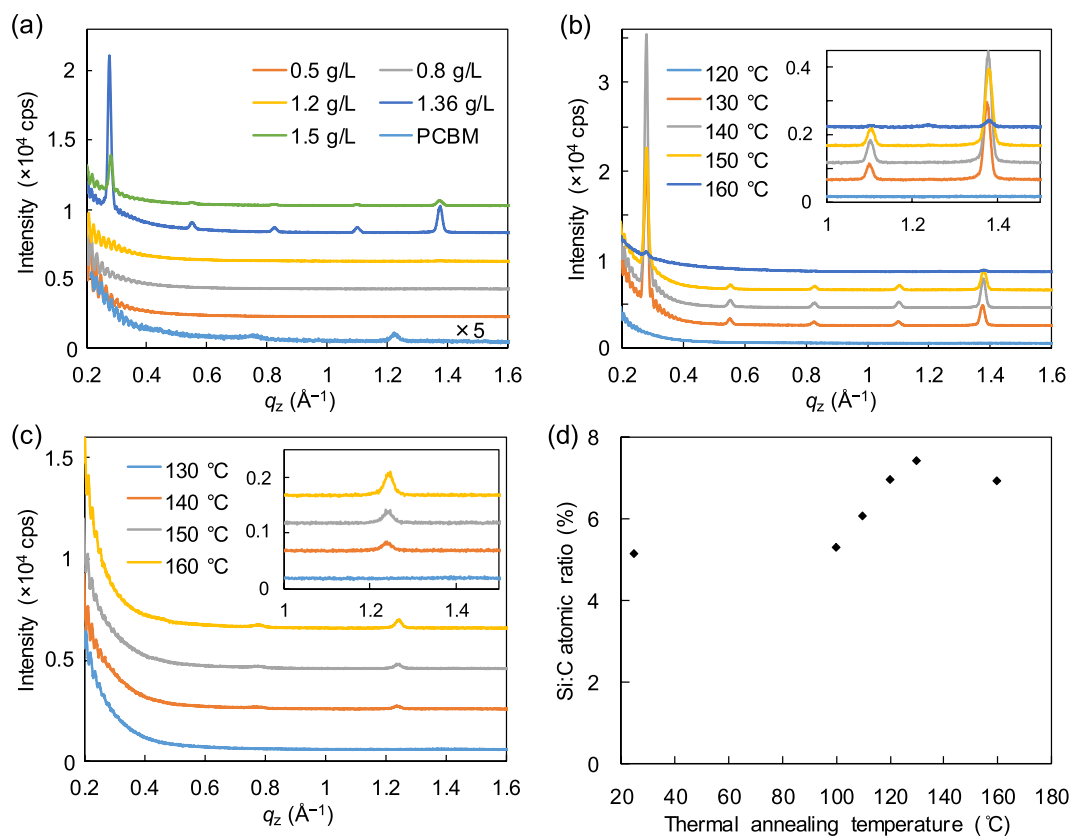 (a)
Intensity (×10⁴ cps)
2
1.5
1
0.5
0
0.5 g/L 0.8 g/L
1.2 g/L 1.36 g/L
1.5 g/L PCBM
×5
0.2 0.4 0.6 0.8 1 1.2 1.4 1.6
qz (Å⁻¹)
(b)
Intensity (×10⁴ cps)
3
2
1
0
120 ℃
130 ℃
140 ℃
150 ℃
160 ℃
0.4
0.2
0
1 1.2 1.4
0.2 0.4 0.6 0.8 1 1.2 1.4 1.6
qz (Å⁻¹)
(c)
Intensity (×10⁴ cps)
1.5
1
0.5
0
130 ℃
140 ℃
150 ℃
160 ℃
0.2
0.1
0
1 1.2 1.4
0.2 0.4 0.6 0.8 1 1.2 1.4 1.6
qz (Å⁻¹)
(d)
Si:C atomic ratio (%)
8
6
4
2
0
20 40 60 80 100 120 140 160 180
Thermal annealing temperature (℃)